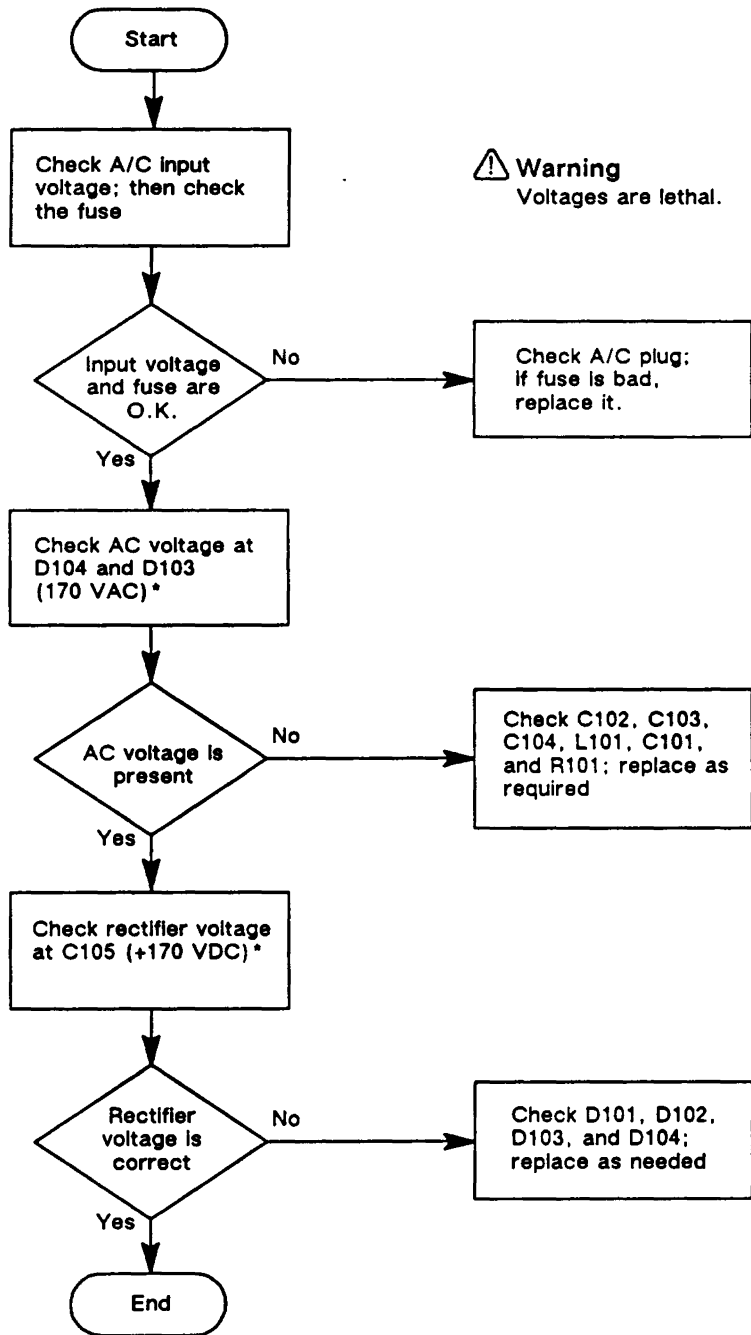 Start
Check A/C input
voltage; then check
the fuse
⚠ Warning
Voltages are lethal.
Input voltage
and fuse are
O.K.
No
Check A/C plug;
if fuse is bad,
replace it.
Yes
Check AC voltage at
D104 and D103
(170 VAC)*
AC voltage is
present
No
Check C102, C103,
C104, L101, C101,
and R101; replace as
required
Yes
Check rectifier voltage
at C105 (+170 VDC)*
Rectifier
voltage is
correct
No
Check D101, D102,
D103, and D104;
replace as needed
Yes
End